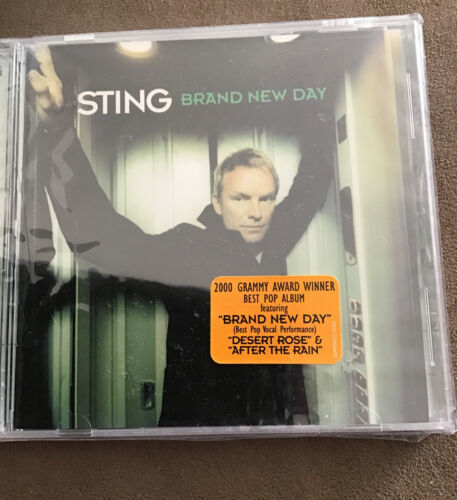 STING BRAND NEW DAY
2000 GRAMMY AWARD WINNER
BEST POP ALBUM
featuring
"BRAND NEW DAY"
(Best Pop Vocal Performance)
"DESERT ROSE" &
"AFTER THE RAIN"